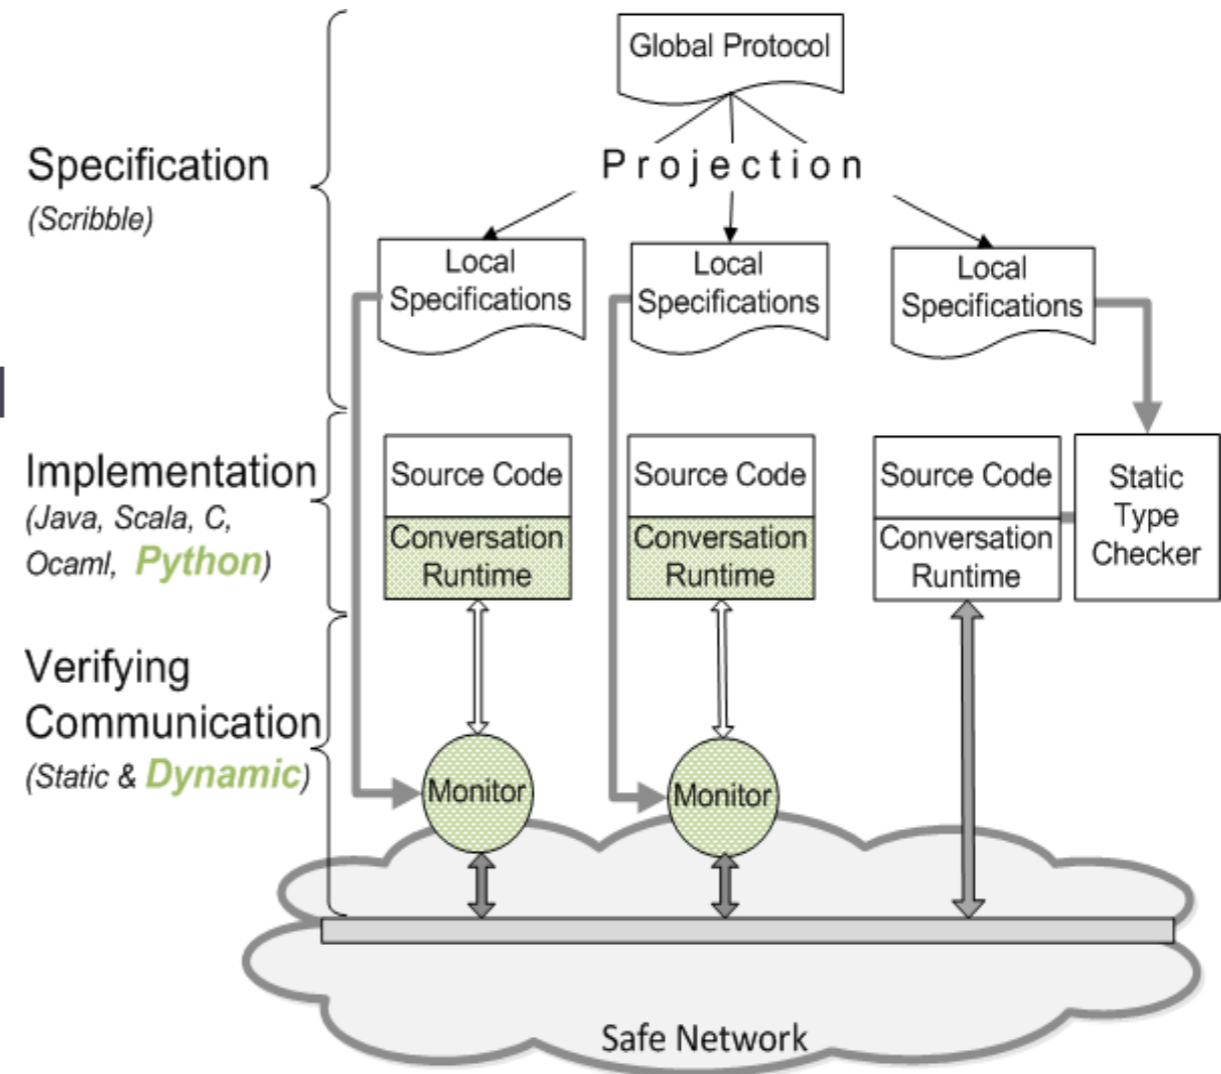 Global Protocol
Projection
Specification
(Scribble)
Local
Specifications
Local
Specifications
Local
Specifications
Implementation
(Java, Scala, C,
Ocaml, Python)
Source Code
Conversation
Runtime
Source Code
Conversation
Runtime
Source Code
Conversation
Runtime
Static
Type
Checker
Verifying
Communication
(Static & Dynamic)
Monitor
Monitor
Safe Network